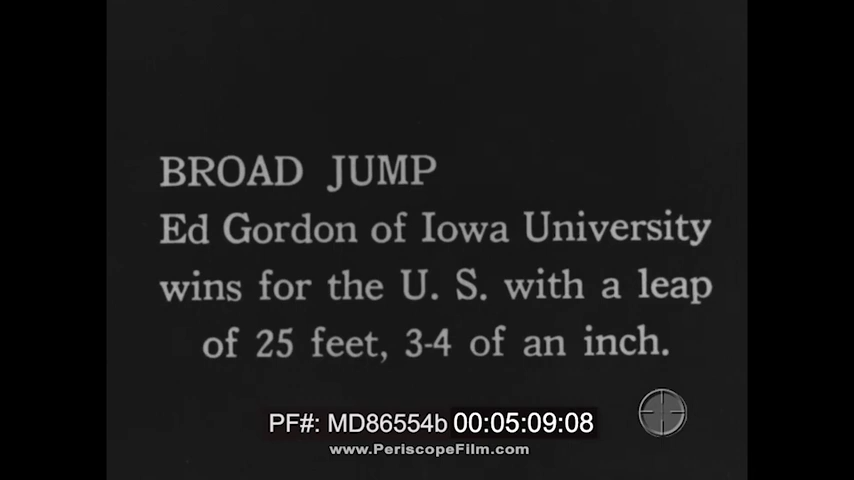 BROAD JUMP
Ed Gordon of Iowa University
wins for the U. S. with a leap
of 25 feet, 3-4 of an inch.
PF#: MD86554b 00:05:09:08
www.PeriscopeFilm.com